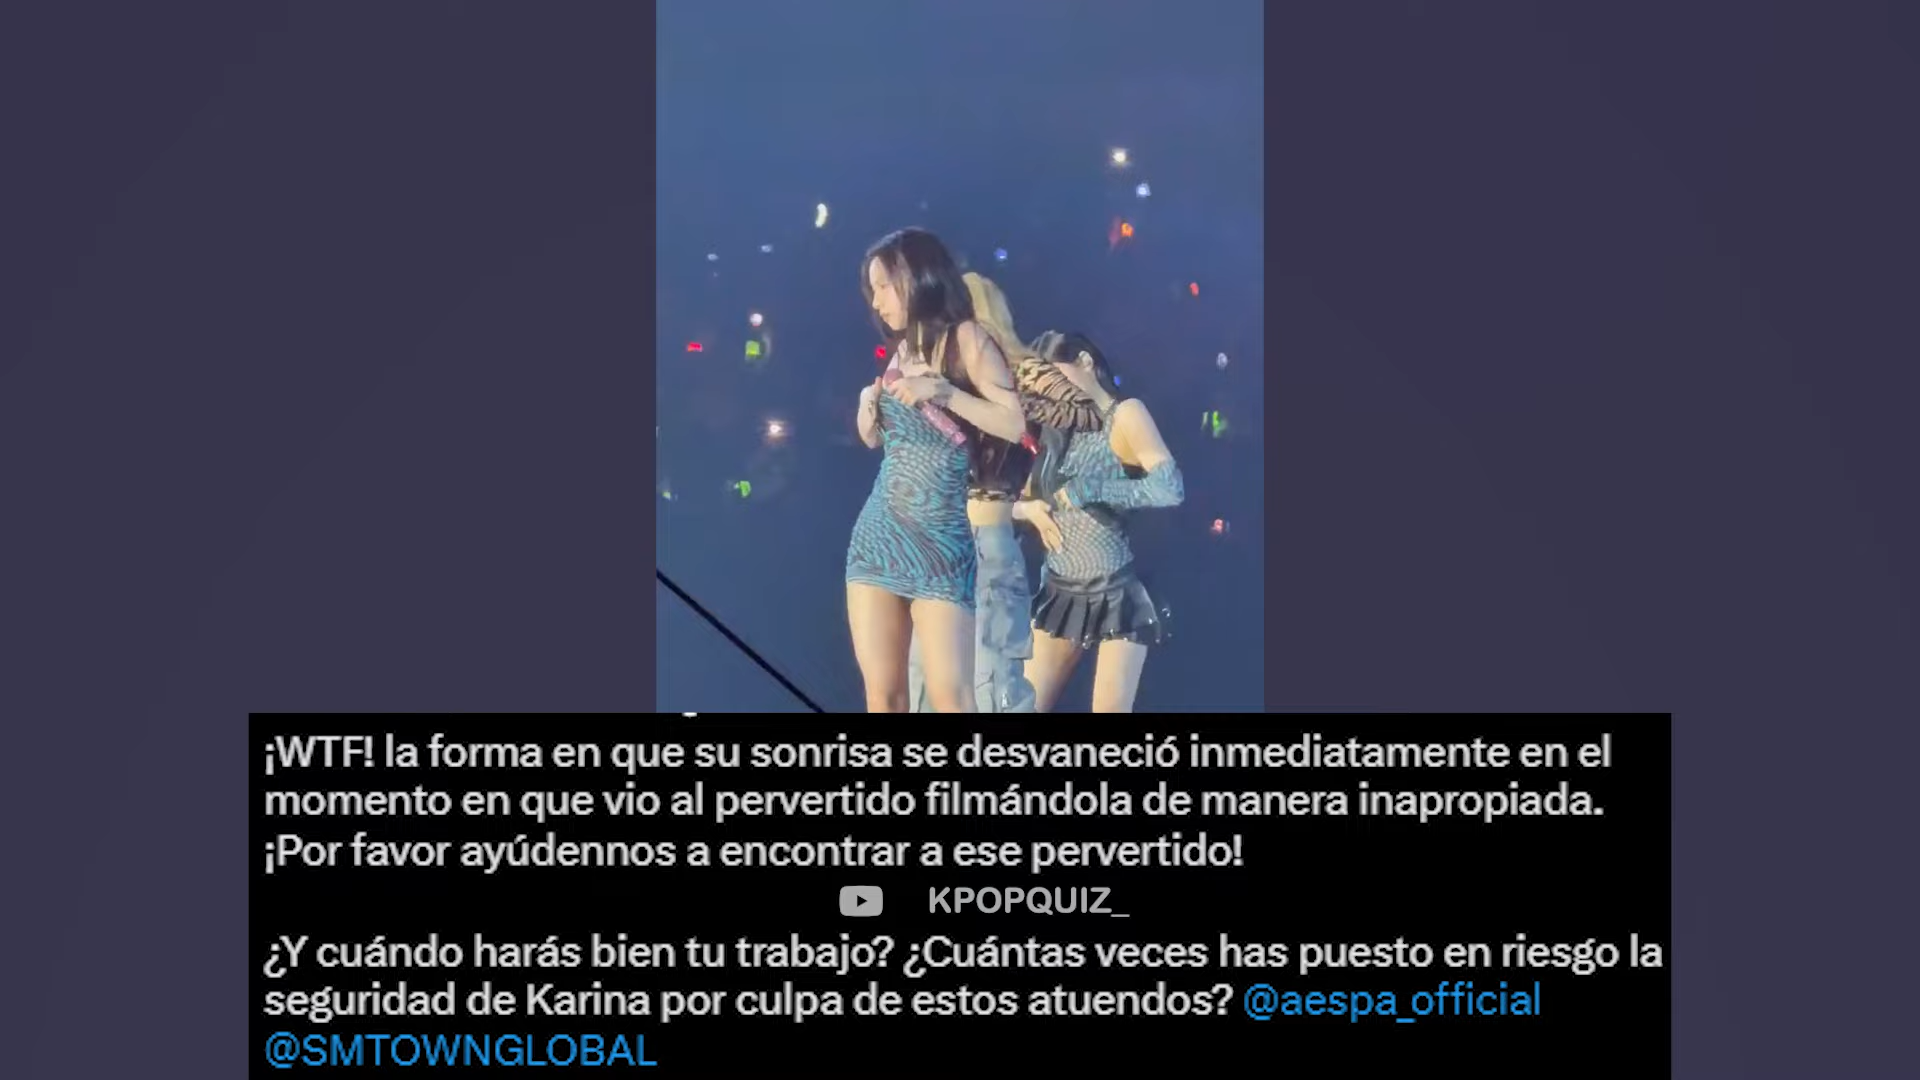 ¡WTF! la forma en que su sonrisa se desvaneció inmediatamente en el
momento en que vio al pervertido filmándola de manera inapropiada.
¡Por favor ayúdennos a encontrar a ese pervertido!
KPOPQUIZ_
¿Y cuándo harás bien tu trabajo? ¿Cuántas veces has puesto en riesgo la
seguridad de Karina por culpa de estos atuendos? @aespa_official
@SMTOWNGLOBAL